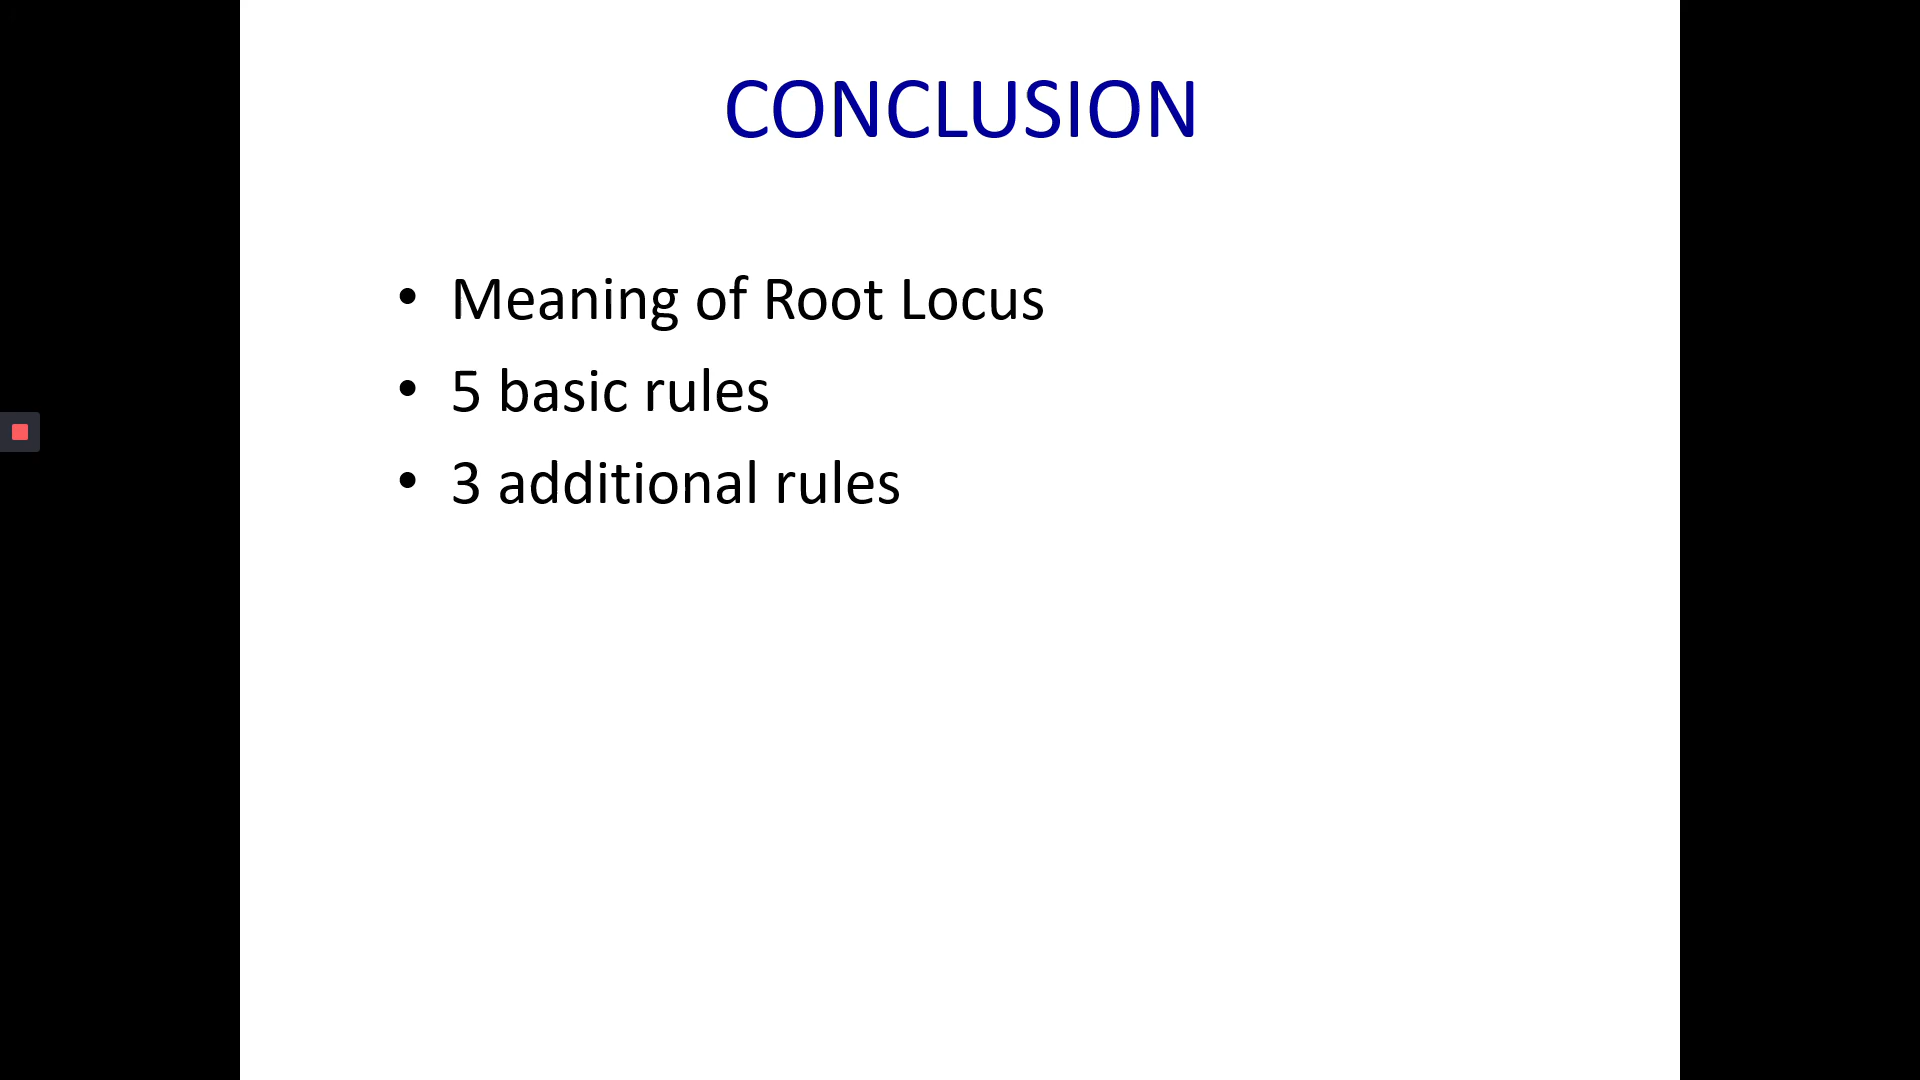 CONCLUSION
• Meaning of Root Locus
• 5 basic rules
• 3 additional rules